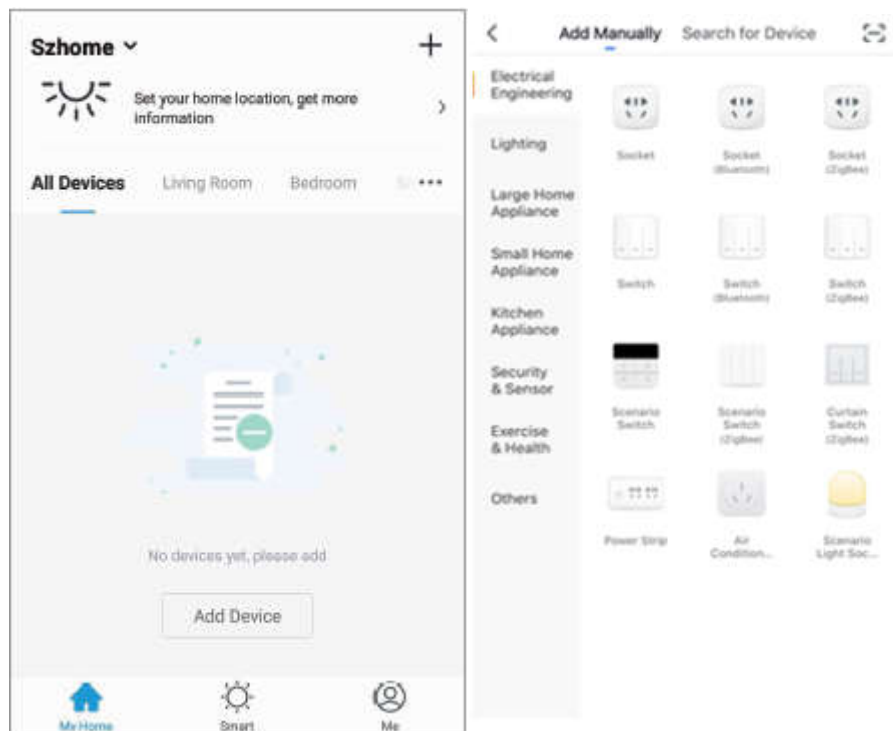 Szhome
Set your home location, get more
information
All Devices
Living Room
Bedroom
No devices yet, please add
Add Device
My Home
Smart
Me
Add Manually
Search for Device
Electrical
Engineering
Lighting
Large Home
Appliance
Small Home
Appliance
Kitchen
Appliance
Security
& Sensor
Exercise
& Health
Others
Socket
Socket
(Bluetooth)
Socket
(ZigBee)
Switch
Switch
(Bluetooth)
Switch
(ZigBee)
Scenario
Switch
Scenario
Switch
(ZigBee)
Curtain
Switch
(ZigBee)
Power Strip
Air
Condition...
Scenario
Light Soc...